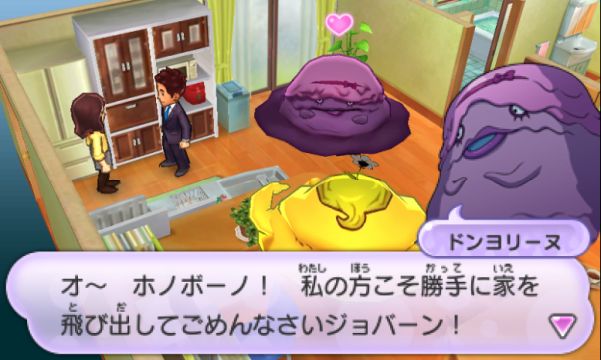 ドンヨリーヌ
オ～　ホノボーノ！　私の方こそ勝手に家を
飛び出してごめんなさいジョバーン！